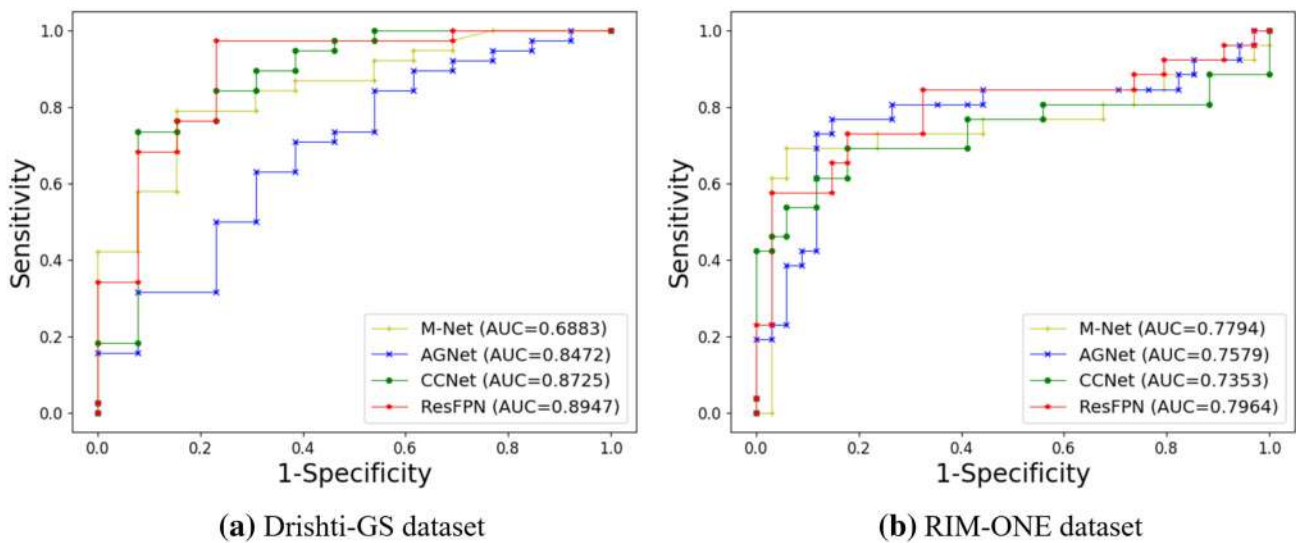 1.0
0.8
0.6
0.4
0.2
0.0
Sensitivity
M-Net (AUC=0.6883)
AGNet (AUC=0.8472)
CCNet (AUC=0.8725)
ResFPN (AUC=0.8947)
0.0 0.2 0.4 0.6 0.8 1.0
1-Specificity
(a) Drishti-GS dataset
1.0
0.8
0.6
0.4
0.2
0.0
Sensitivity
M-Net (AUC=0.7794)
AGNet (AUC=0.7579)
CCNet (AUC=0.7353)
ResFPN (AUC=0.7964)
0.0 0.2 0.4 0.6 0.8 1.0
1-Specificity
(b) RIM-ONE dataset